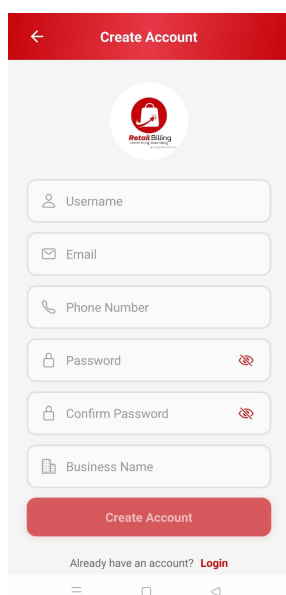 Create Account
Retail Billing
Username
Email
Phone Number
Password
Confirm Password
Business Name
Create Account
Already have an account? Login